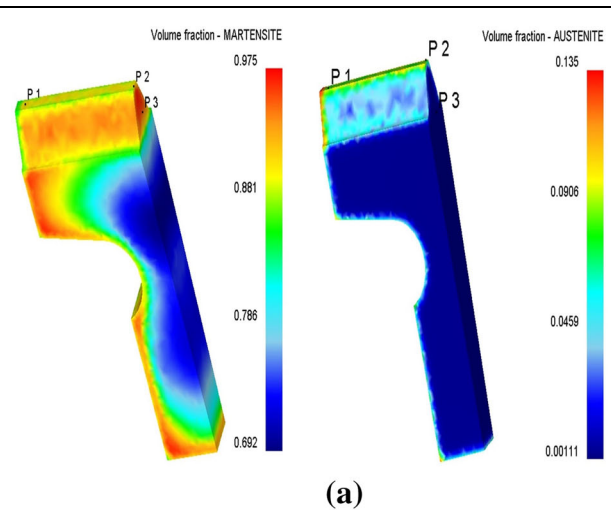 Volume fraction - MARTENSITE
0.975
P 1
P 2
P 3
0.881
0.786
0.692
Volume fraction - AUSTENITE
0.135
P 1
P 2
P 3
0.0906
0.0459
0.00111
(a)